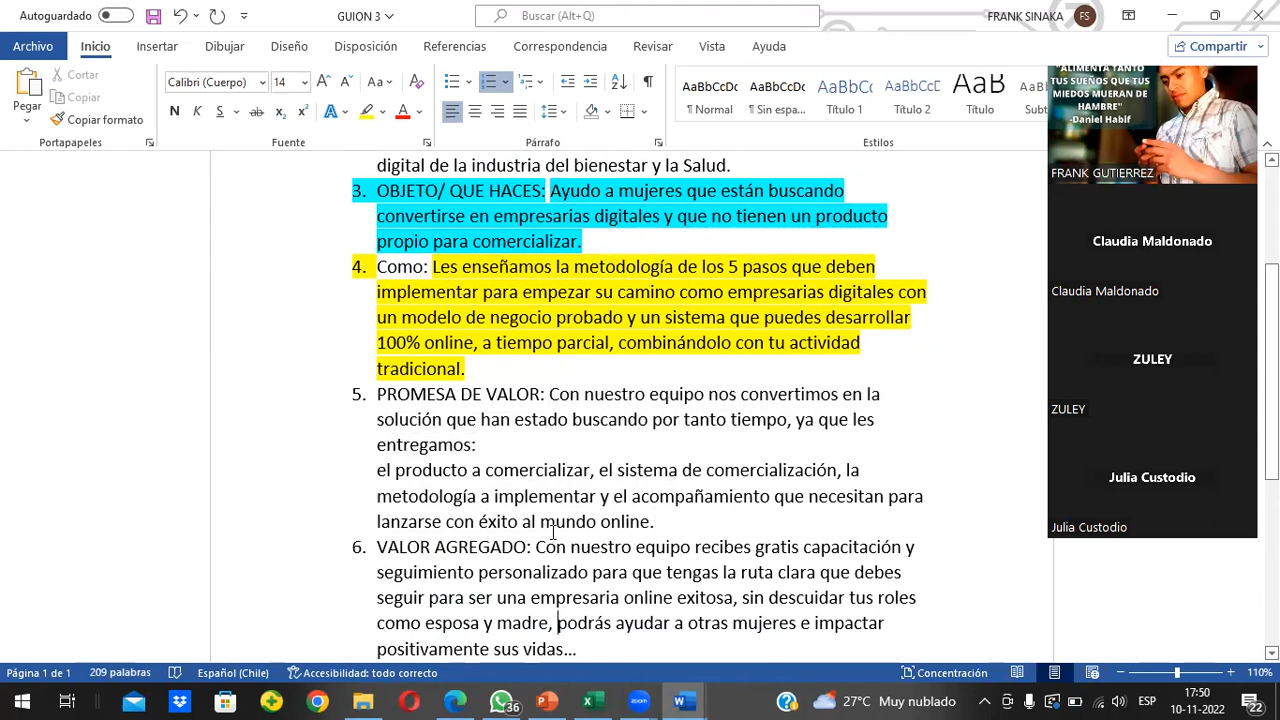 Autoguardado
GUION 3
Buscar (Alt+Q)
FRANK SINAKA
FS
Archivo
Inicio
Insertar
Dibujar
Diseño
Disposición
Referencias
Correspondencia
Revisar
Vista
Ayuda
Compartir
Pegar
Cortar
Copiar
Copiar formato
Portapapeles
Calibri (Cuerpo)
14
Fuente
Párrafo
AaBbCcDc
¶ Normal
AaBbCcDc
¶ Sin espa...
AaBbC
Título 1
AaBbCcC
Título 2
AaB
Título
AaB
Subt
Estilos
"ALIMENTA TANTO
TUS SUEÑOS QUE TUS
MIEDOS MUERAN DE
HAMBRE"
-Daniel Habif
FRANK GUTIERREZ
Claudia Maldonado
Claudia Maldonado
ZULEY
ZULEY
Julia Custodio
Julia Custodio
digital de la industria del bienestar y la Salud.
3. OBJETO/ QUE HACES: Ayudo a mujeres que están buscando
convertirse en empresarias digitales y que no tienen un producto
propio para comercializar.
4. Como: Les enseñamos la metodología de los 5 pasos que deben
implementar para empezar su camino como empresarias digitales con
un modelo de negocio probado y un sistema que puedes desarrollar
100% online, a tiempo parcial, combinándolo con tu actividad
tradicional.
5. PROMESA DE VALOR: Con nuestro equipo nos convertimos en la
solución que han estado buscando por tanto tiempo, ya que les
entregamos:
el producto a comercializar, el sistema de comercialización, la
metodología a implementar y el acompañamiento que necesitan para
lanzarse con éxito al mundo online.
6. VALOR AGREGADO: Con nuestro equipo recibes gratis capacitación y
seguimiento personalizado para que tengas la ruta clara que debes
seguir para ser una empresaria online exitosa, sin descuidar tus roles
como esposa y madre, podrás ayudar a otras mujeres e impactar
positivamente sus vidas...
Página 1 de 1
209 palabras
Español (Chile)
Accesibilidad: todo correcto
Concentración
110%
36
zoom
27°C Muy nublado
ESP
17:50
10-11-2022
22